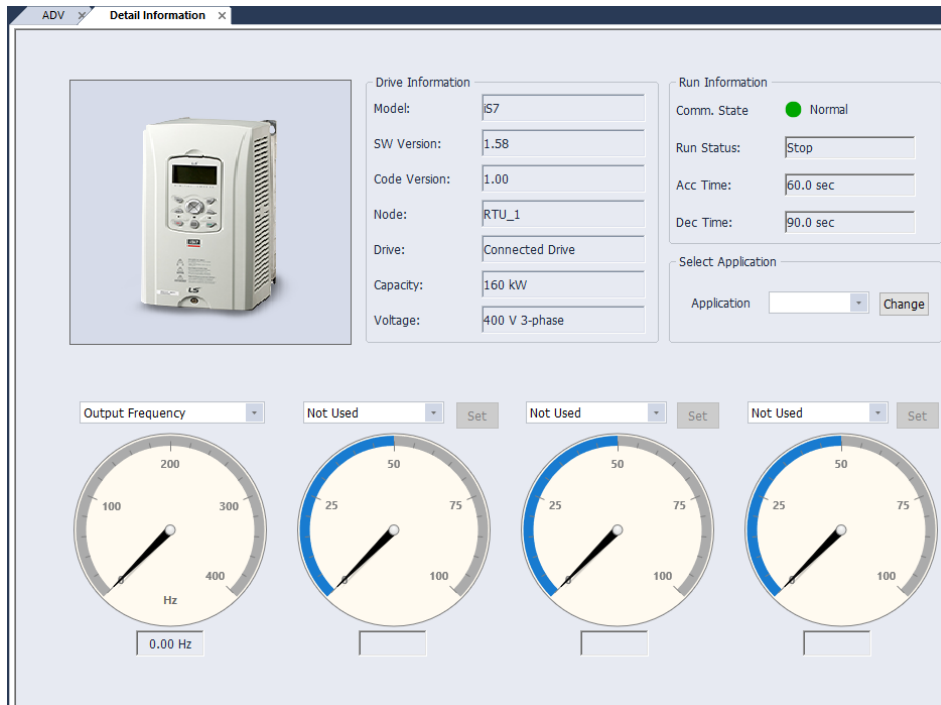 ADV
Detail Information
Drive Information
Model: iS7
SW Version: 1.58
Code Version: 1.00
Node: RTU_1
Drive: Connected Drive
Capacity: 160 kW
Voltage: 400 V 3-phase
Run Information
Comm. State Normal
Run Status: Stop
Acc Time: 60.0 sec
Dec Time: 90.0 sec
Select Application
Application Change
LS
Output Frequency
Not Used Set
Not Used Set
Not Used Set
0 100 200 300 400
Hz
0.00 Hz
0 25 50 75 100
0 25 50 75 100
0 25 50 75 100